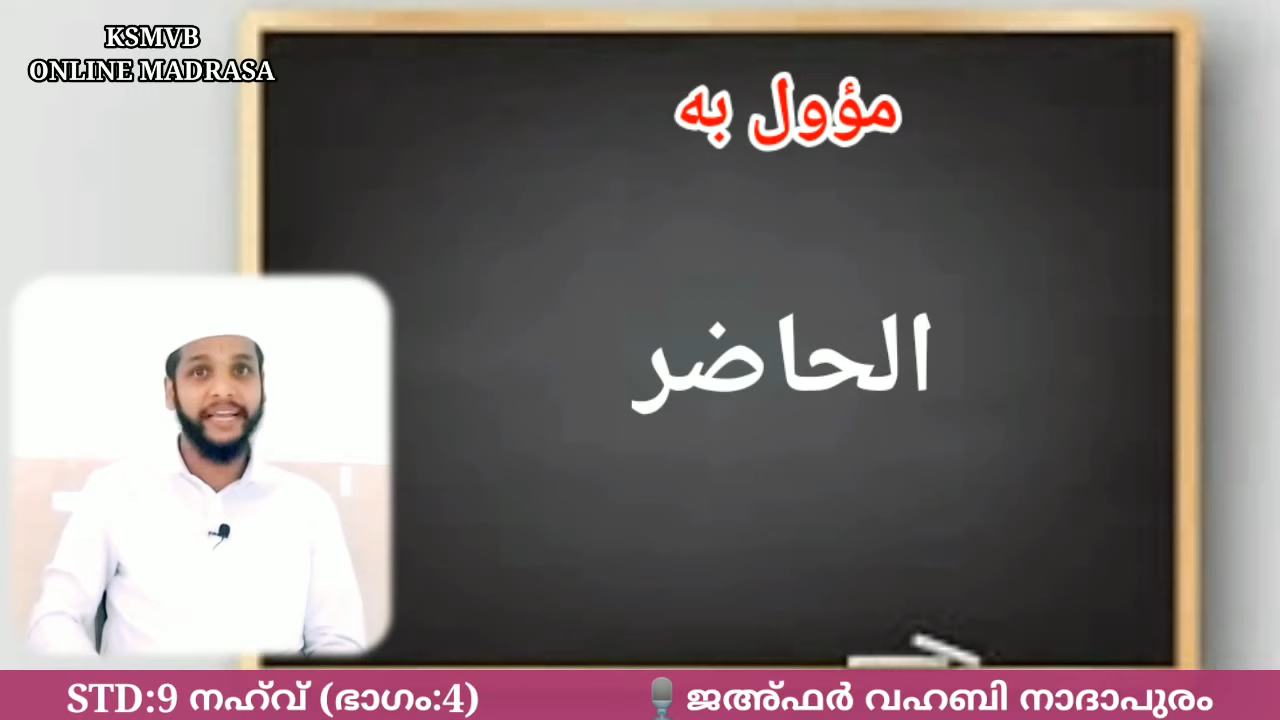 KSMVB
ONLINE MADRASA
مؤول به
الحاضر
STD:9 നഹ്‌വ് (ഭാഗം:4)
ജഅ്ഫർ വഹബി നാദാപുരം